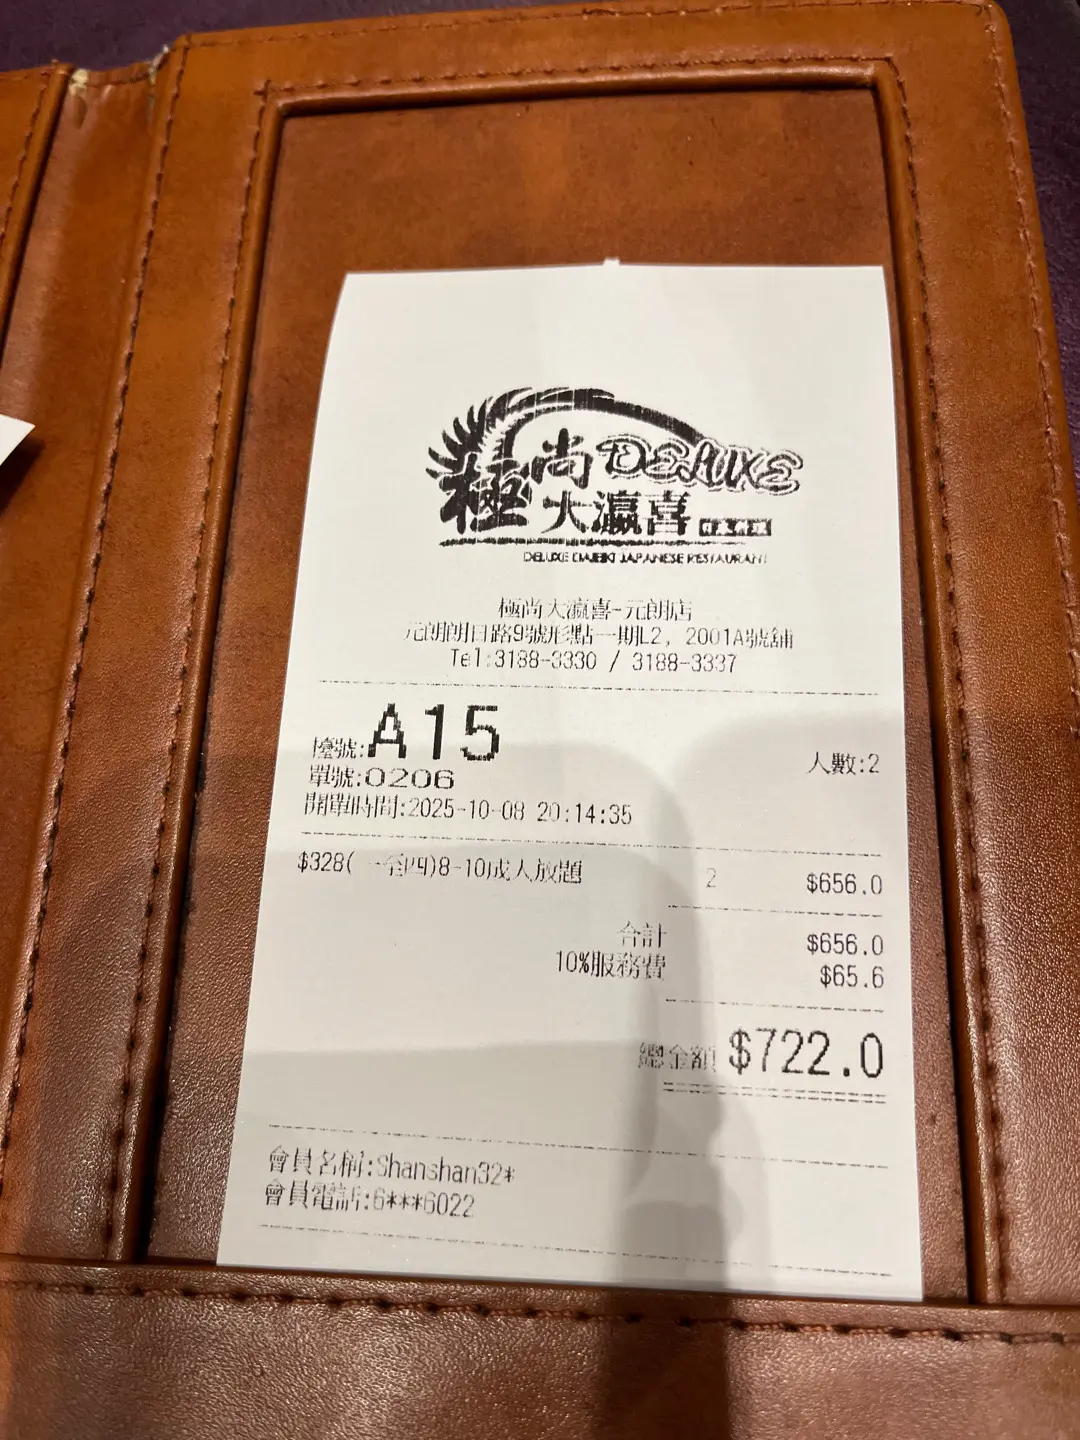 極尚 DELUXE
大瀛喜
DELUXE DAIEIKI JAPANESE RESTAURANT
極尚大瀛喜-元朗店
元朗朗日路9號形點一期L2, 2001A號舖
Tel:3188-3330 / 3188-3337
檯號:A15
人數:2
單號:0206
開單時間:2025-10-08 20:14:35
$328(一至四)8-10成人放題 2 $656.0
合計 $656.0
10%服務費 $65.6
總金額 $722.0
會員名稱:Shanshan32*
會員電話:6***6022